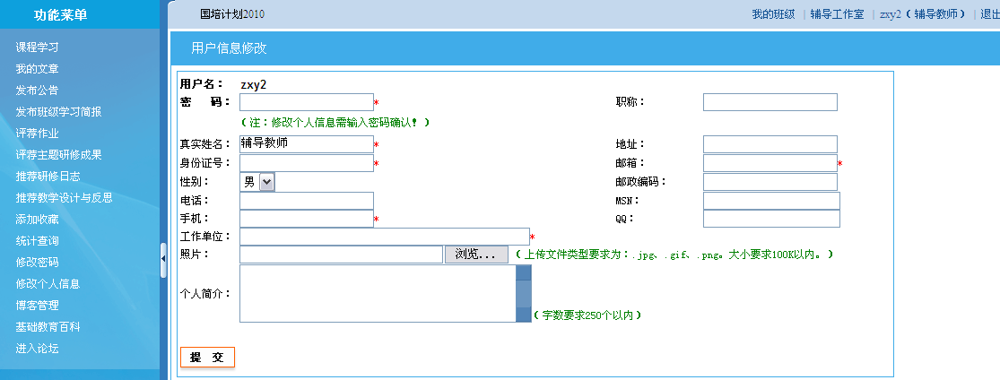 功能菜单
课程学习
我的文章
发布公告
发布班级学习简报
评荐作业
评荐主题研修成果
推荐研修日志
推荐教学设计与反思
添加收藏
统计查询
修改密码
修改个人信息
博客管理
基础教育百科
进入论坛
国培计划2010
我的班级 | 辅导工作室 | zxy2（辅导教师） | 退出
用户信息修改
用户名： zxy2
密 码： * 职称：
（注：修改个人信息需输入密码确认！）
真实姓名： 辅导教师 * 地址：
身份证号： * 邮箱： *
性别： 男 邮政编码：
电话： MSN：
手机： * QQ：
工作单位： *
照片： 浏览... （上传文件类型要求为：.jpg、.gif、.png。大小要求100K以内。）
个人简介： （字数要求250个以内）
提 交